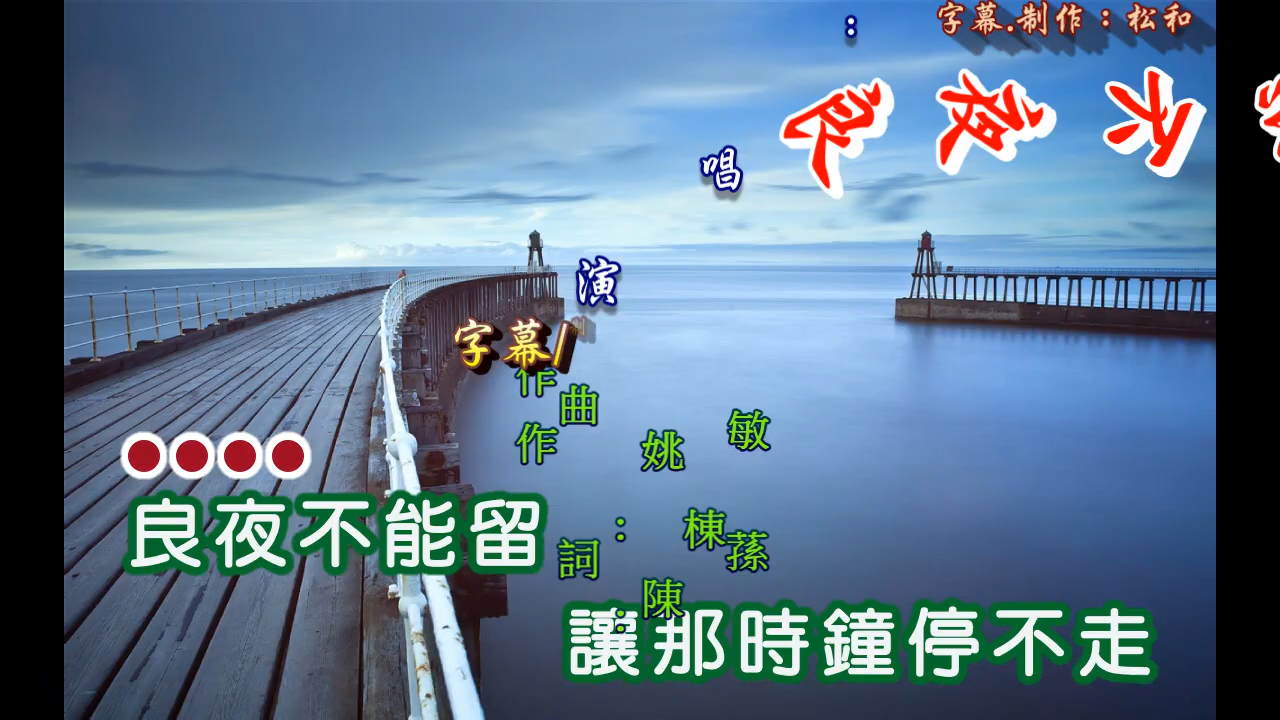 字幕.制作：松和
：
良夜不
唱
演
字幕/
作曲：姚敏
作詞：陳棟蓀
良夜不能留
讓那時鐘停不走